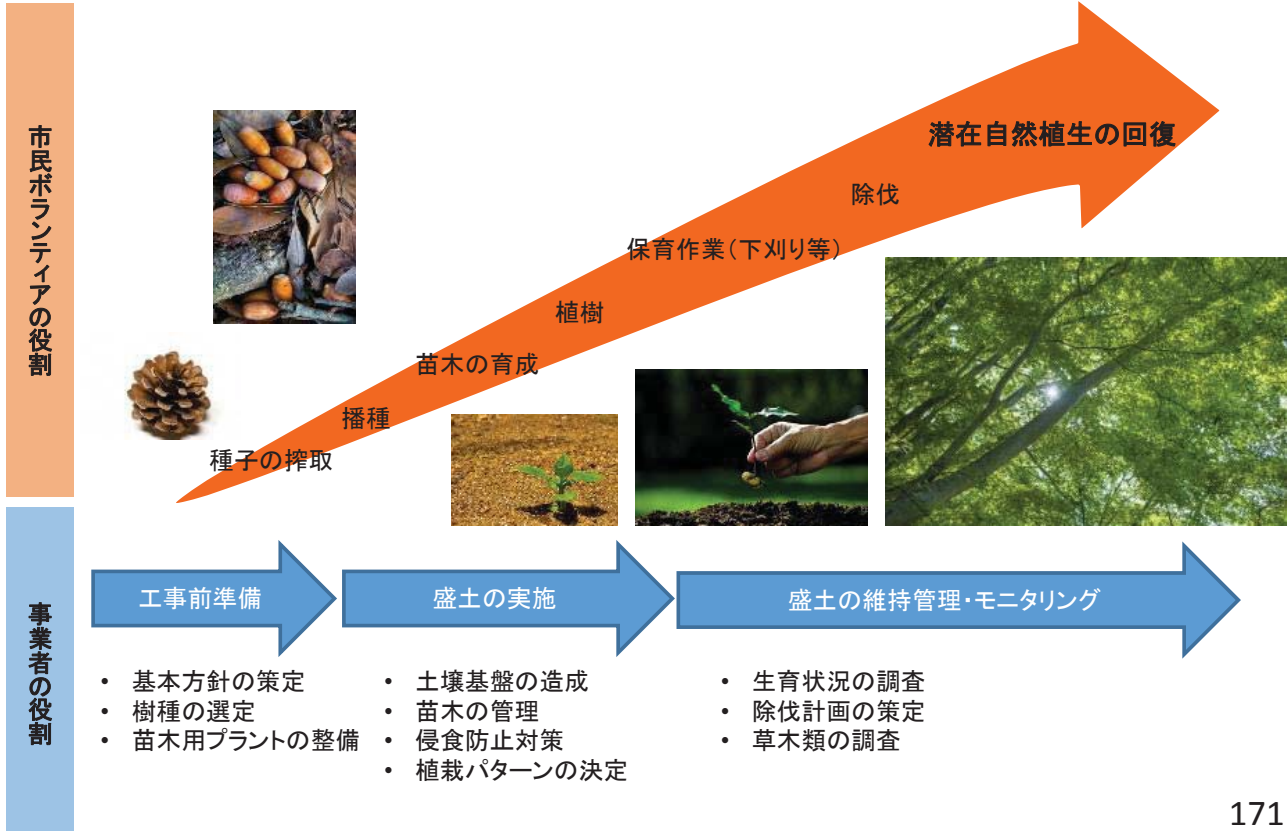 市民ボランティアの役割
潜在自然植生の回復
除伐
保育作業(下刈り等)
植樹
苗木の育成
播種
種子の搾取
事業者の役割
工事前準備
盛土の実施
盛土の維持管理・モニタリング
• 基本方針の策定
• 樹種の選定
• 苗木用プラントの整備
• 土壌基盤の造成
• 苗木の管理
• 侵食防止対策
• 植栽パターンの決定
• 生育状況の調査
• 除伐計画の策定
• 草木類の調査
171